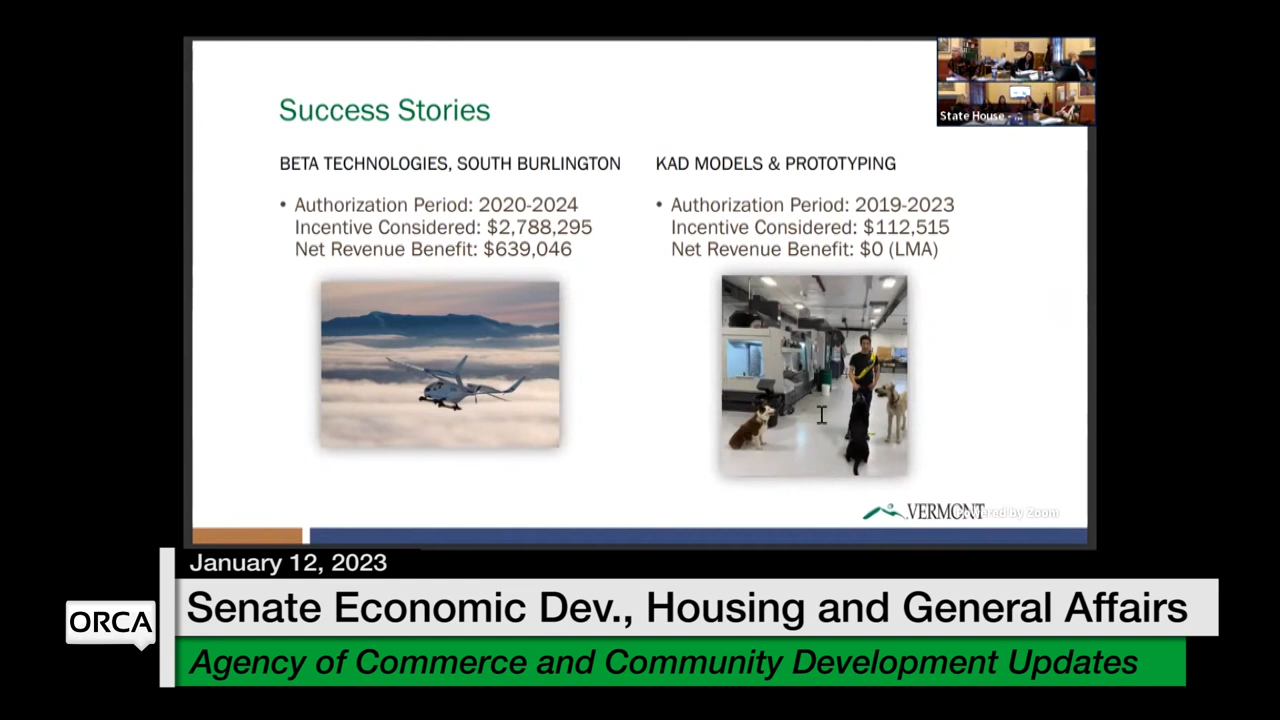 Success Stories
State House -
BETA TECHNOLOGIES, SOUTH BURLINGTON
• Authorization Period: 2020-2024
Incentive Considered: $2,788,295
Net Revenue Benefit: $639,046
KAD MODELS & PROTOTYPING
• Authorization Period: 2019-2023
Incentive Considered: $112,515
Net Revenue Benefit: $0 (LMA)
VERMONT
by Zoom
January 12, 2023
ORCA
Senate Economic Dev., Housing and General Affairs
Agency of Commerce and Community Development Updates